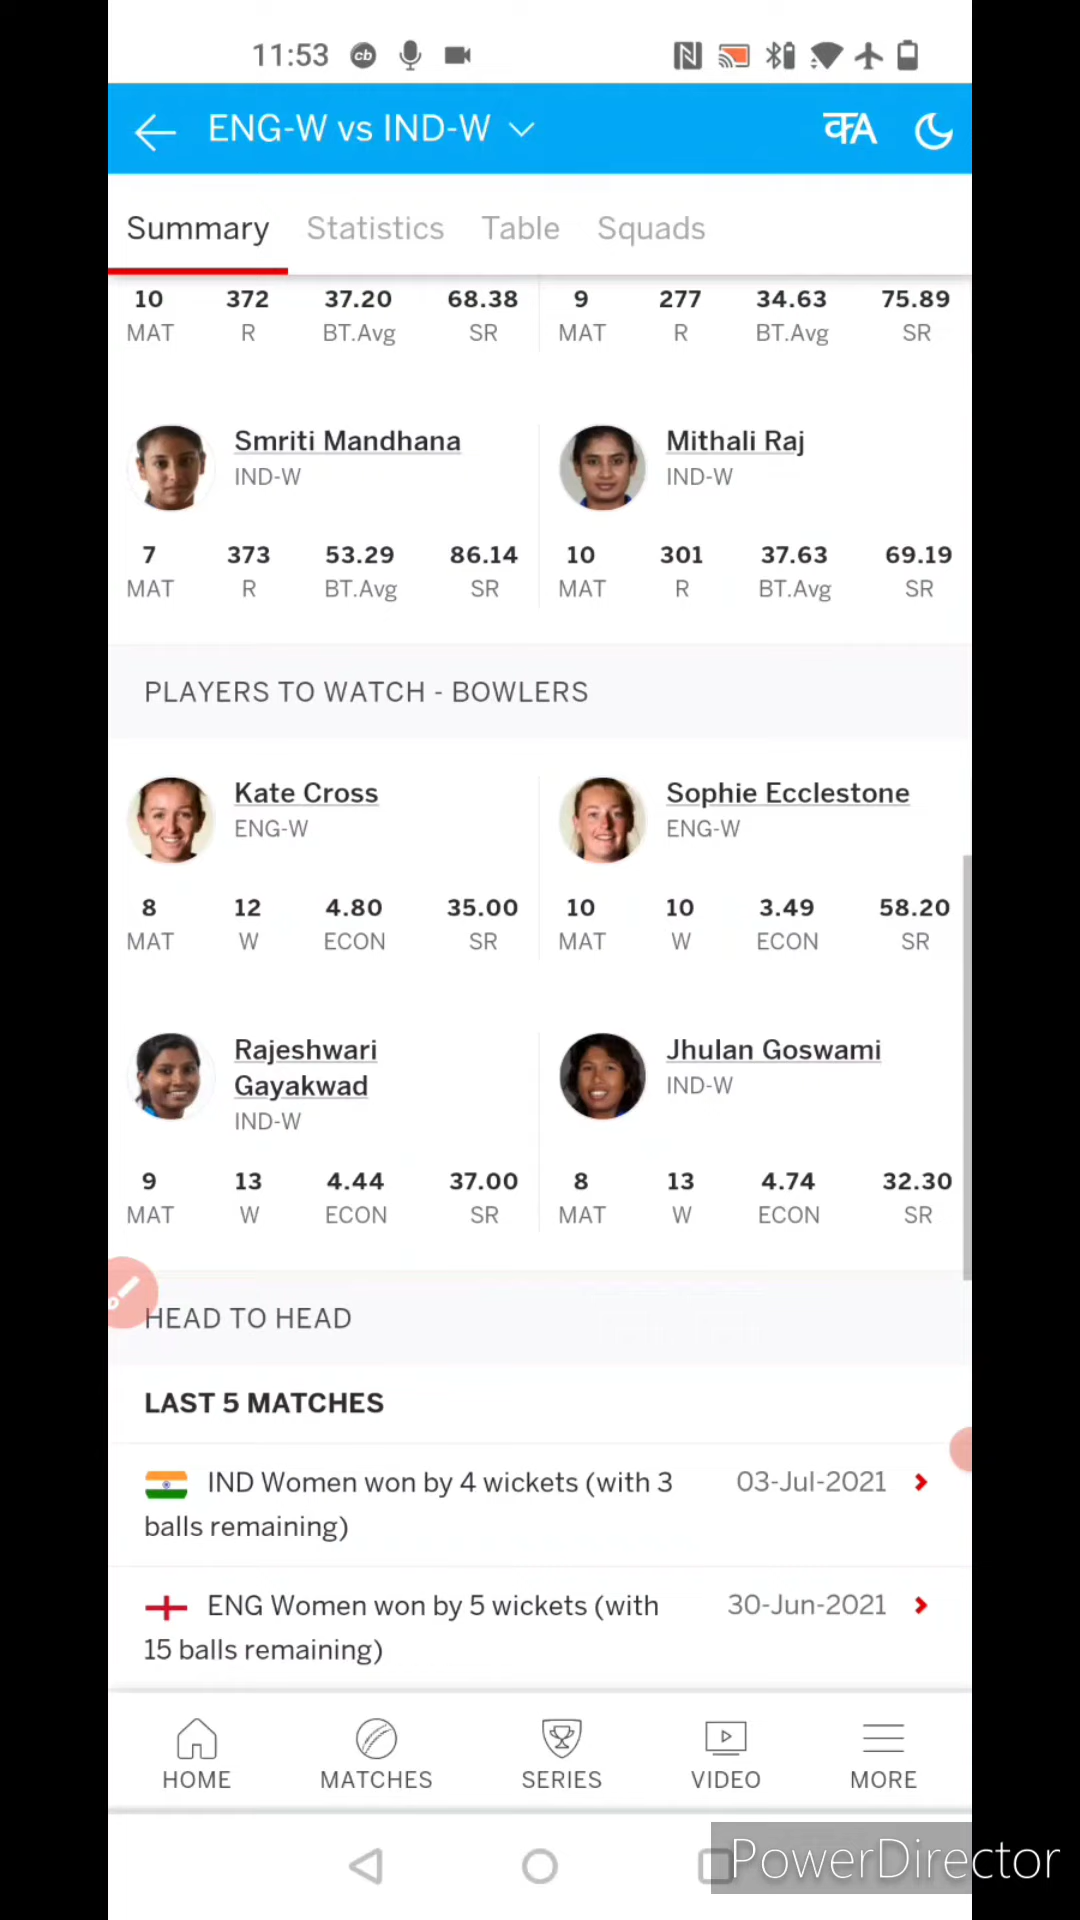 11:53
ENG-W vs IND-W
Summary Statistics Table Squads
10 372 37.20 68.38 9 277 34.63 75.89
MAT R BT.Avg SR MAT R BT.Avg SR
Smriti Mandhana Mithali Raj
IND-W IND-W
7 373 53.29 86.14 10 301 37.63 69.19
MAT R BT.Avg SR MAT R BT.Avg SR
PLAYERS TO WATCH - BOWLERS
Kate Cross Sophie Ecclestone
ENG-W ENG-W
8 12 4.80 35.00 10 10 3.49 58.20
MAT W ECON SR MAT W ECON SR
Rajeshwari Jhulan Goswami
Gayakwad IND-W
IND-W
9 13 4.44 37.00 8 13 4.74 32.30
MAT W ECON SR MAT W ECON SR
HEAD TO HEAD
LAST 5 MATCHES
IND Women won by 4 wickets (with 3 03-Jul-2021
balls remaining)
ENG Women won by 5 wickets (with 30-Jun-2021
15 balls remaining)
HOME MATCHES SERIES VIDEO MORE
PowerDirector